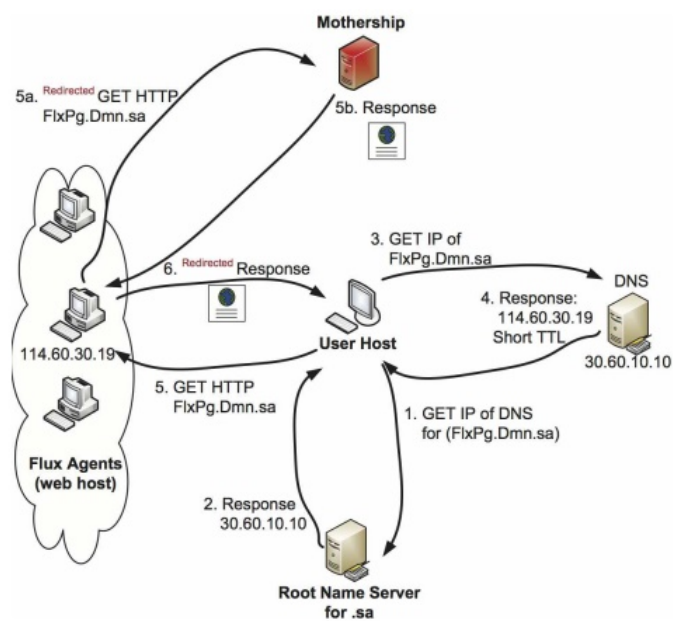 Mothership
5a. Redirected GET HTTP
FlxPg.Dmn.sa
5b. Response
3. GET IP of
FlxPg.Dmn.sa
6. Redirected Response
DNS
4. Response:
114.60.30.19
Short TTL
30.60.10.10
User Host
114.60.30.19
5. GET HTTP
FlxPg.Dmn.sa
1. GET IP of DNS
for (FlxPg.Dmn.sa)
Flux Agents
(web host)
2. Response
30.60.10.10
Root Name Server
for .sa